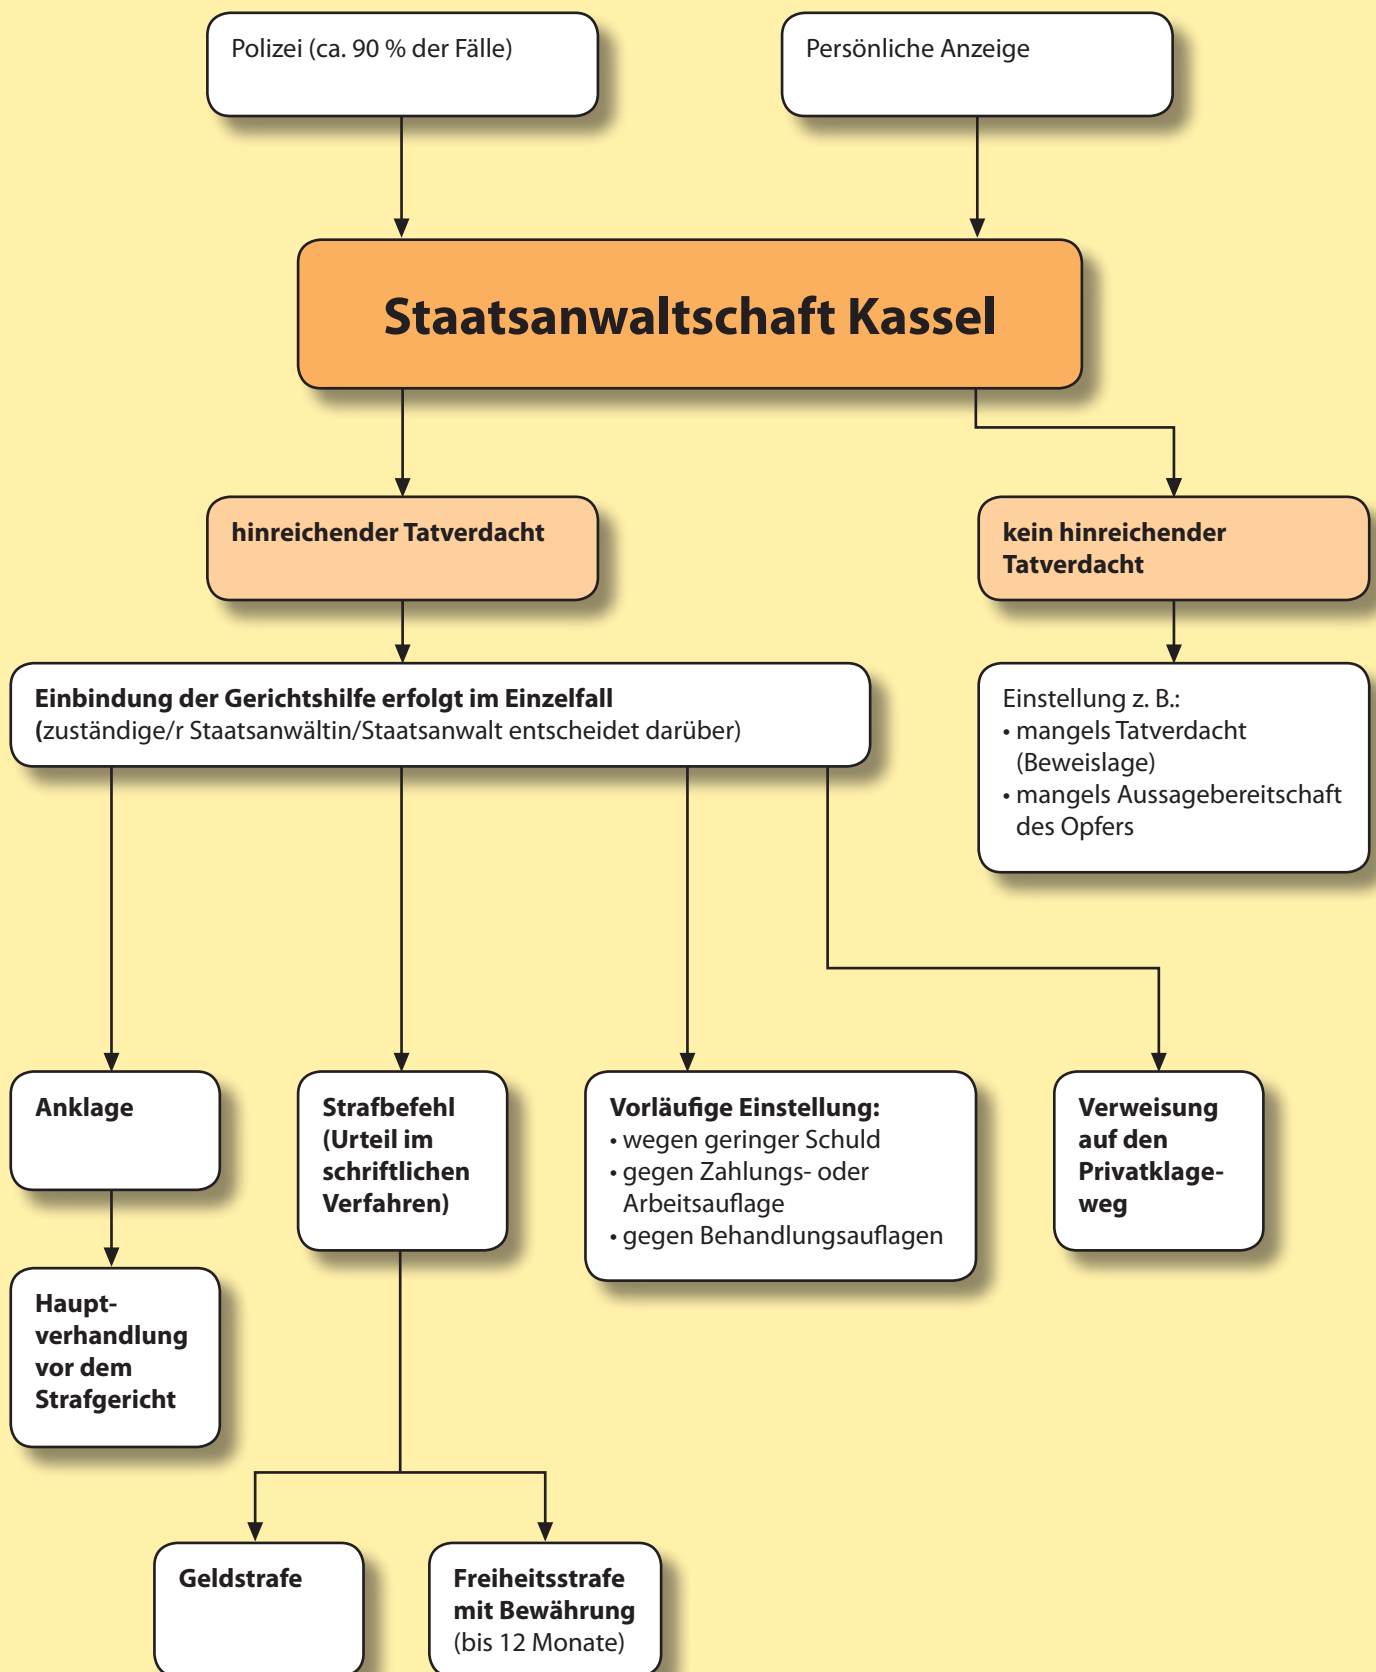 Polizei (ca. 90 % der Fälle)
Persönliche Anzeige
Staatsanwaltschaft Kassel
hinreichender Tatverdacht
kein hinreichender
Tatverdacht
Einbindung der Gerichtshilfe erfolgt im Einzelfall
(zuständige/r Staatsanwältin/Staatsanwalt entscheidet darüber)
Einstellung z. B.:
• mangels Tatverdacht
(Beweislage)
• mangels Aussagebereitschaft
des Opfers
Anklage
Strafbefehl
(Urteil im
schriftlichen
Verfahren)
Vorläufige Einstellung:
• wegen geringer Schuld
• gegen Zahlungs- oder
Arbeitsauflage
• gegen Behandlungsauflagen
Verweisung
auf den
Privatklage-
weg
Haupt-
verhandlung
vor dem
Strafgericht
Geldstrafe
Freiheitsstrafe
mit Bewährung
(bis 12 Monate)